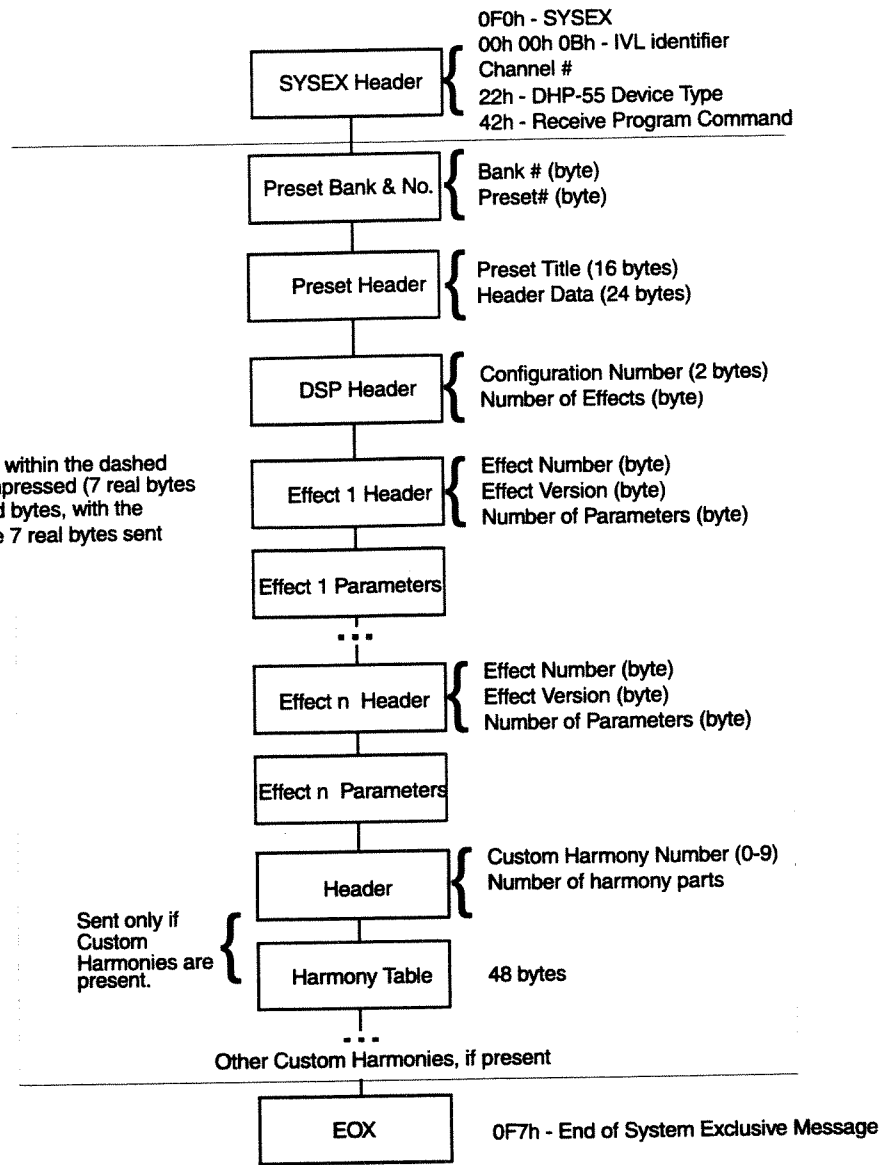 0F0h - SYSEX
00h 00h 0Bh - IVL identifier
SYSEX Header
Channel #
22h - DHP-55 Device Type
42h - Receive Program Command
Preset Bank & No.
Bank # (byte)
Preset# (byte)
Preset Header
Preset Title (16 bytes)
Header Data (24 bytes)
DSP Header
Configuration Number (2 bytes)
Number of Effects (byte)
within the dashed
pressed (7 real bytes
bytes, with the
7 real bytes sent
Effect 1 Header
Effect Number (byte)
Effect Version (byte)
Number of Parameters (byte)
Effect 1 Parameters
...
Effect n Header
Effect Number (byte)
Effect Version (byte)
Number of Parameters (byte)
Effect n Parameters
Header
Custom Harmony Number (0-9)
Number of harmony parts
Sent only if
Custom
Harmonies are
present.
Harmony Table
48 bytes
...
Other Custom Harmonies, if present
EOX
0F7h - End of System Exclusive Message